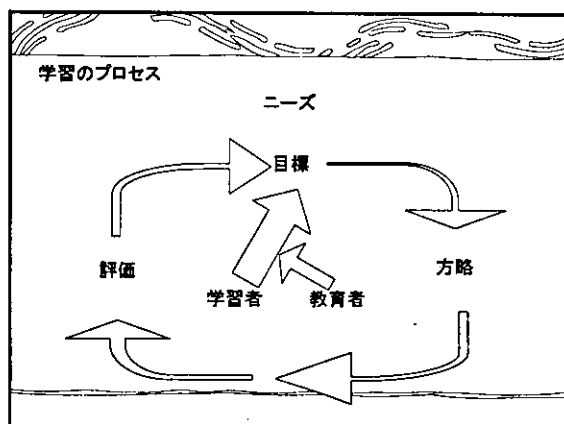 学習のプロセス
ニーズ
目標
評価
方略
学習者
教育者